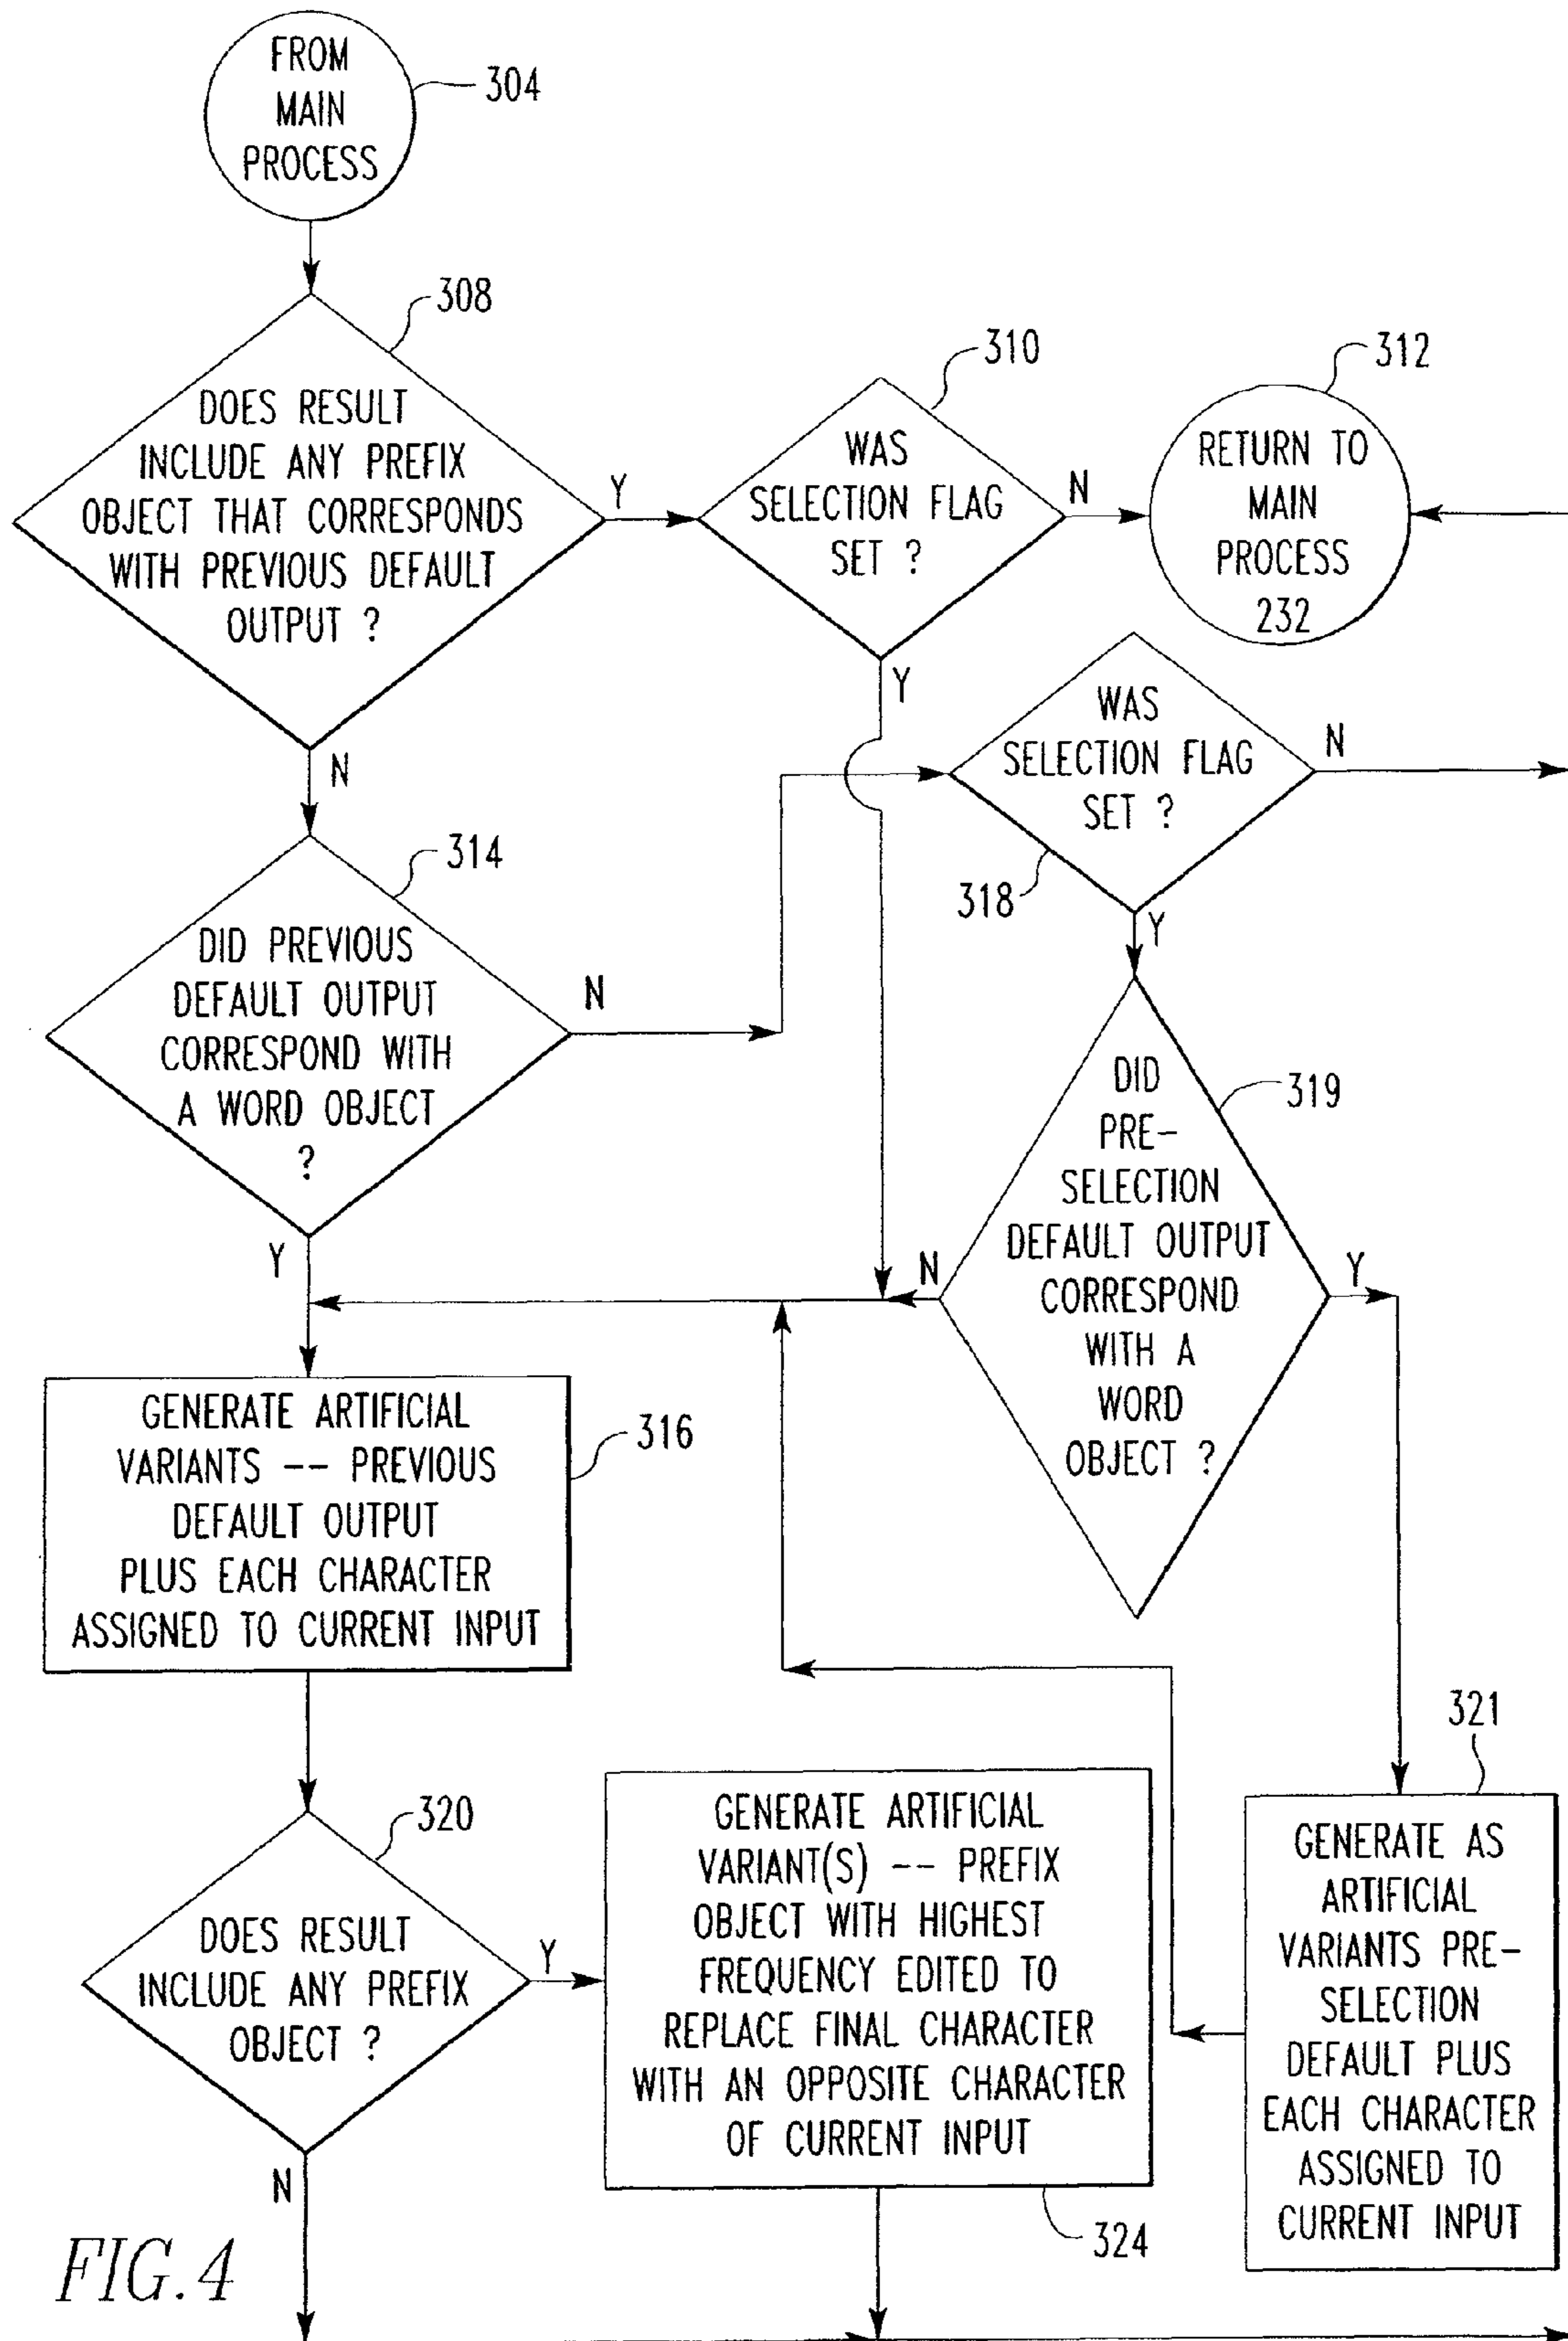 FROM
MAIN
PROCESS
304
308
DOES RESULT
INCLUDE ANY PREFIX
OBJECT THAT CORRESPONDS
WITH PREVIOUS DEFAULT
OUTPUT ?
Y
N
310
WAS
SELECTION FLAG
SET ?
N
Y
312
RETURN TO
MAIN
PROCESS
232
314
DID PREVIOUS
DEFAULT OUTPUT
CORRESPOND WITH
A WORD OBJECT
?
N
Y
WAS
SELECTION FLAG
SET ?
N
318
Y
319
DID
PRE-
SELECTION
DEFAULT OUTPUT
CORRESPOND
WITH A
WORD
OBJECT ?
N
Y
GENERATE ARTIFICIAL
VARIANTS -- PREVIOUS
DEFAULT OUTPUT
PLUS EACH CHARACTER
ASSIGNED TO CURRENT INPUT
316
320
DOES RESULT
INCLUDE ANY PREFIX
OBJECT ?
Y
N
GENERATE ARTIFICIAL
VARIANT(S) -- PREFIX
OBJECT WITH HIGHEST
FREQUENCY EDITED TO
REPLACE FINAL CHARACTER
WITH AN OPPOSITE CHARACTER
OF CURRENT INPUT
324
321
GENERATE AS
ARTIFICIAL
VARIANTS PRE-
SELECTION
DEFAULT PLUS
EACH CHARACTER
ASSIGNED TO
CURRENT INPUT
FIG. 4